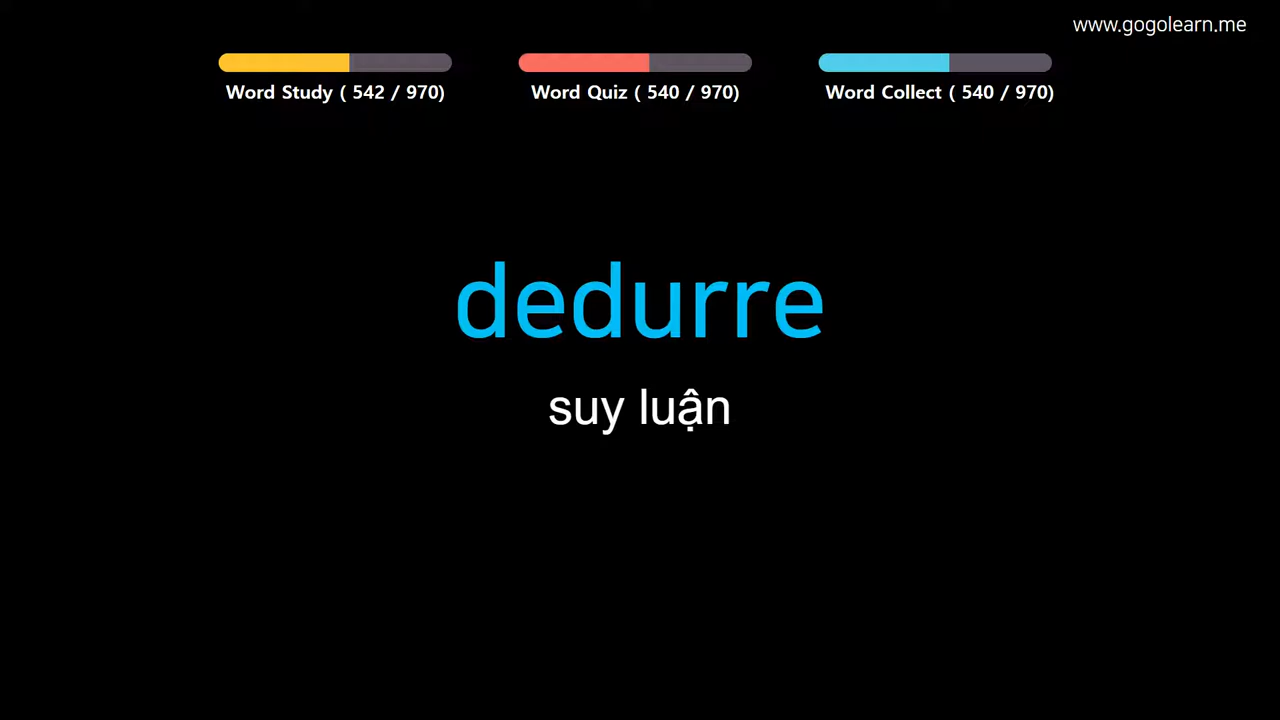 www.gogolearn.me
Word Study ( 542 / 970)
Word Quiz ( 540 / 970)
Word Collect ( 540 / 970)
dedurre
suy luận